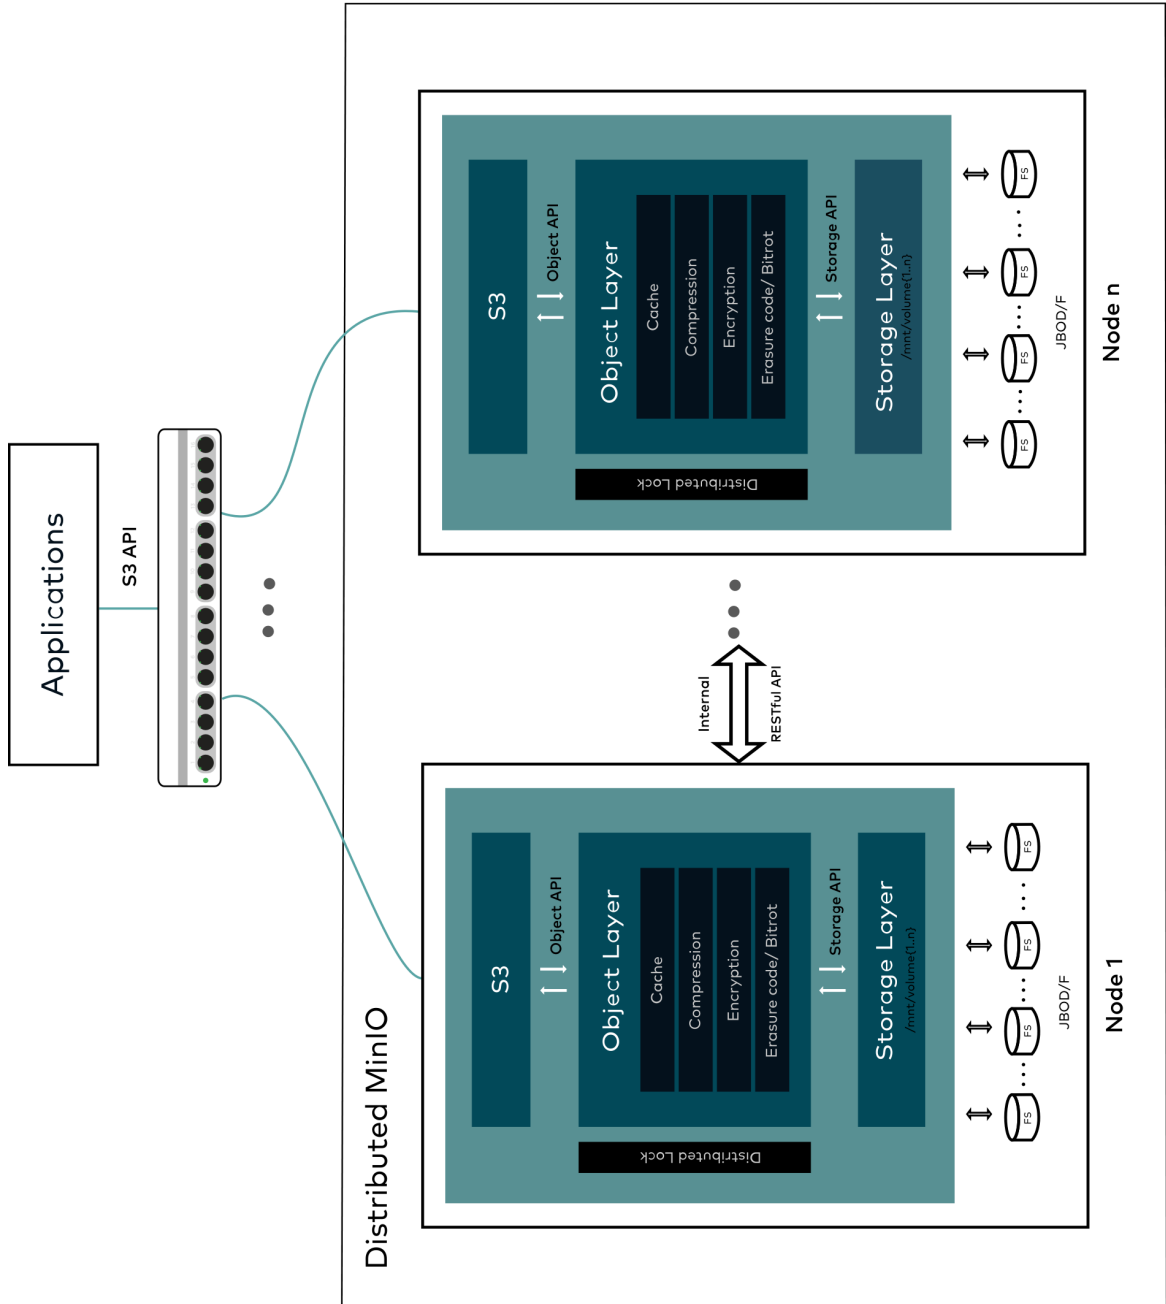 Applications
S3 API
Distributed MinIO
S3
Object API
Object Layer
Cache
Compression
Encryption
Erasure code/ Bitrot
Distributed Lock
Storage API
Storage Layer
/mnt/volume{1..n}
FS
FS
FS
FS
JBOD/F
Node 1
Internal
RESTful API
S3
Object API
Object Layer
Cache
Compression
Encryption
Erasure code/ Bitrot
Distributed Lock
Storage API
Storage Layer
/mnt/volume{1..n}
FS
FS
FS
FS
JBOD/F
Node n